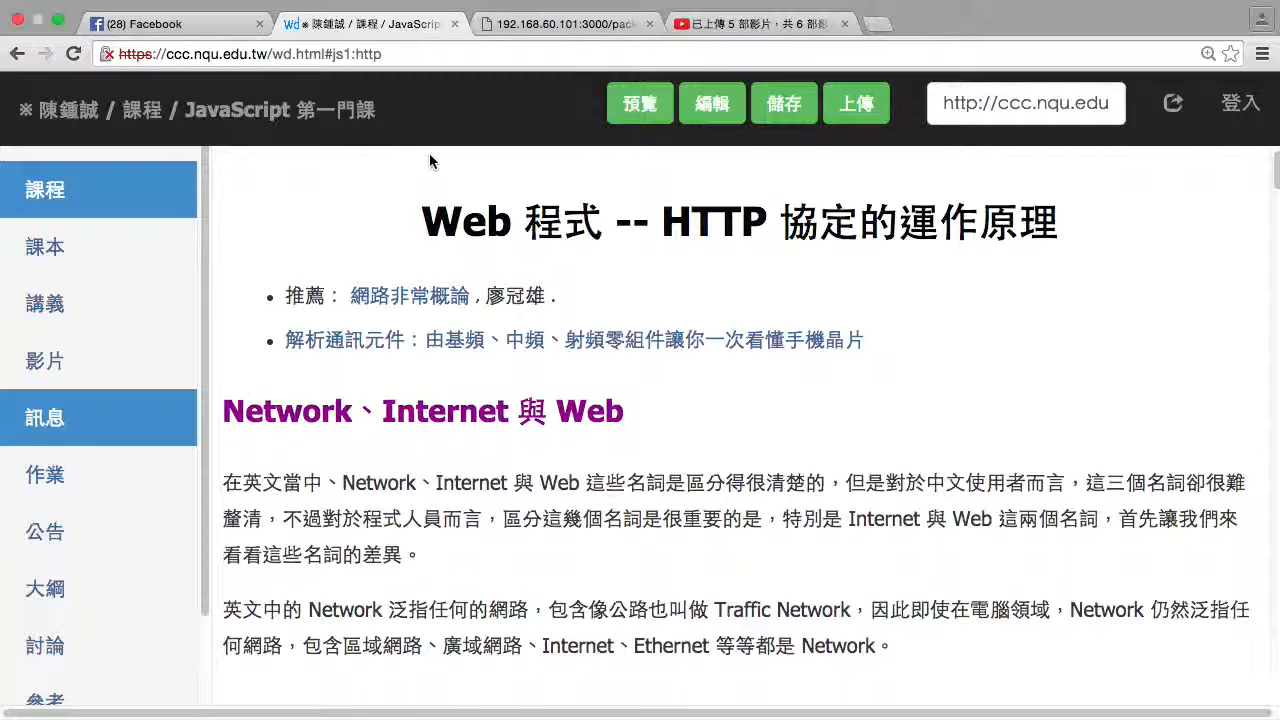 (28) Facebook
Wd ※ 陳鍾誠 / 課程 / JavaScrip
192.168.60.101:3000/pack
已上傳 5 部影片，共 6 部影
https://ccc.nqu.edu.tw/wd.html#js1:http
※ 陳鍾誠 / 課程 / JavaScript 第一門課
預覽 編輯 儲存 上傳
http://ccc.nqu.edu
登入
課程
課本
講義
影片
訊息
作業
公告
大綱
討論
參考
Web 程式 -- HTTP 協定的運作原理
• 推薦： 網路非常概論 , 廖冠雄 .
• 解析通訊元件：由基頻、中頻、射頻零組件讓你一次看懂手機晶片
Network、Internet 與 Web
在英文當中、Network、Internet 與 Web 這些名詞是區分得很清楚的，但是對於中文使用者而言，這三個名詞卻很難
釐清，不過對於程式人員而言，區分這幾個名詞是很重要的是，特別是 Internet 與 Web 這兩個名詞，首先讓我們來
看看這些名詞的差異。
英文中的 Network 泛指任何的網路，包含像公路也叫做 Traffic Network，因此即使在電腦領域，Network 仍然泛指任
何網路，包含區域網路、廣域網路、Internet、Ethernet 等等都是 Network。